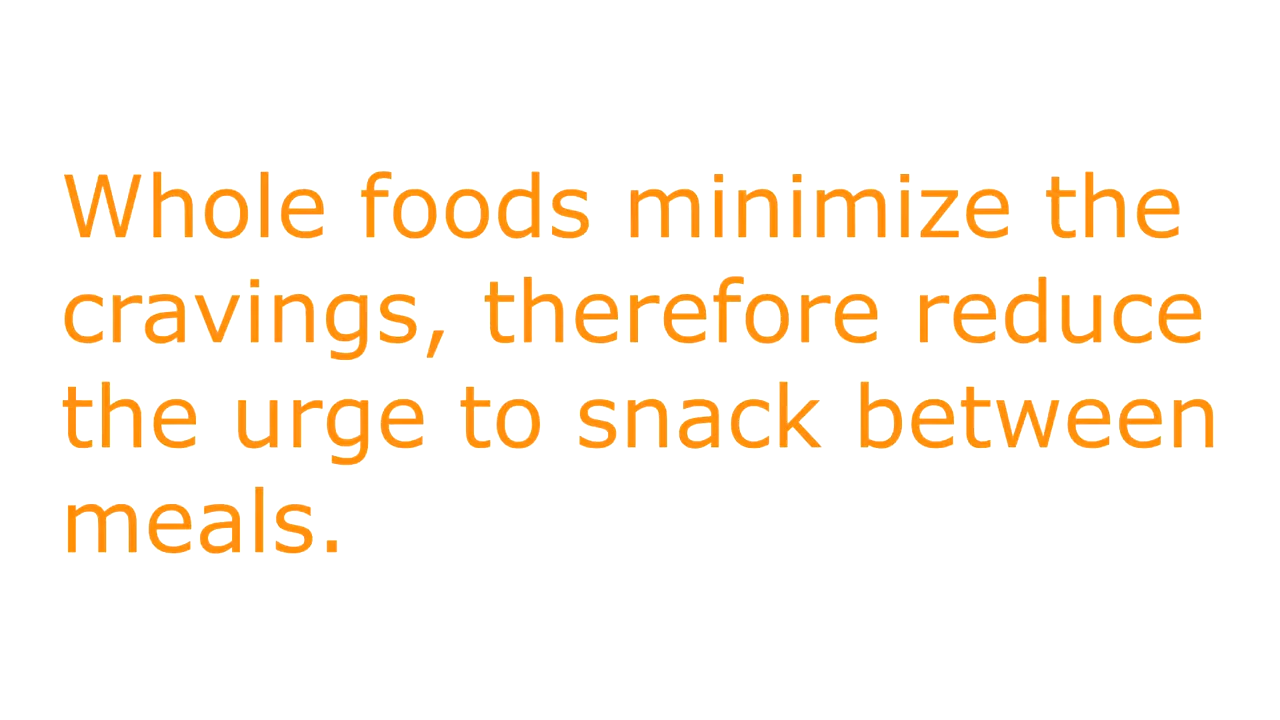 Whole foods minimize the
cravings, therefore reduce
the urge to snack between
meals.